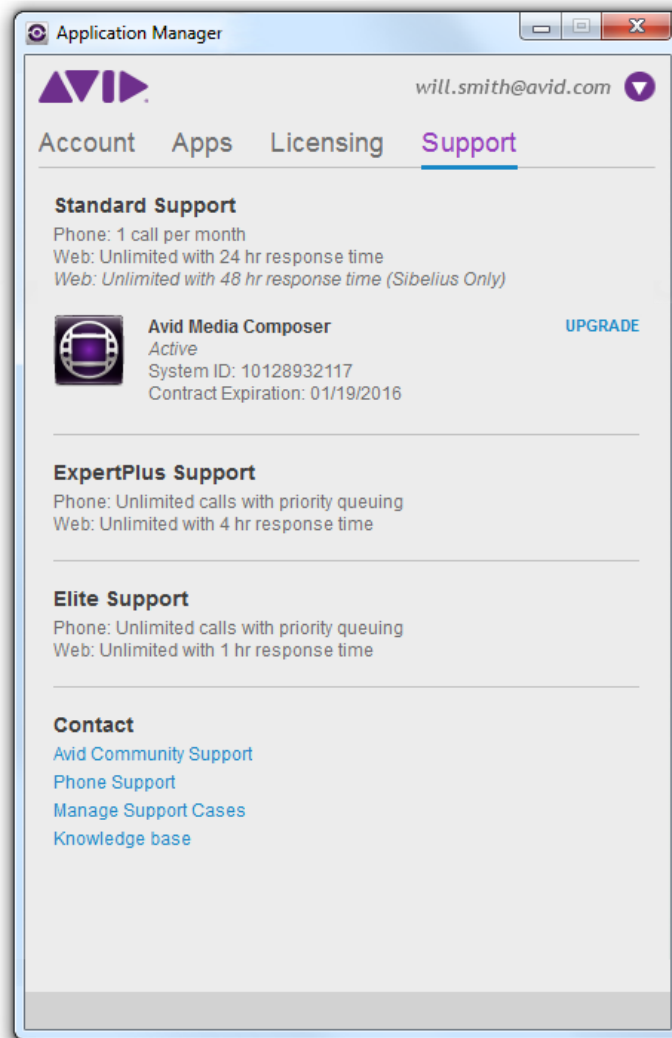 Application Manager
AVID
will.smith@avid.com
Account Apps Licensing Support
Standard Support
Phone: 1 call per month
Web: Unlimited with 24 hr response time
Web: Unlimited with 48 hr response time (Sibelius Only)
Avid Media Composer
UPGRADE
Active
System ID: 10128932117
Contract Expiration: 01/19/2016
ExpertPlus Support
Phone: Unlimited calls with priority queuing
Web: Unlimited with 4 hr response time
Elite Support
Phone: Unlimited calls with priority queuing
Web: Unlimited with 1 hr response time
Contact
Avid Community Support
Phone Support
Manage Support Cases
Knowledge base